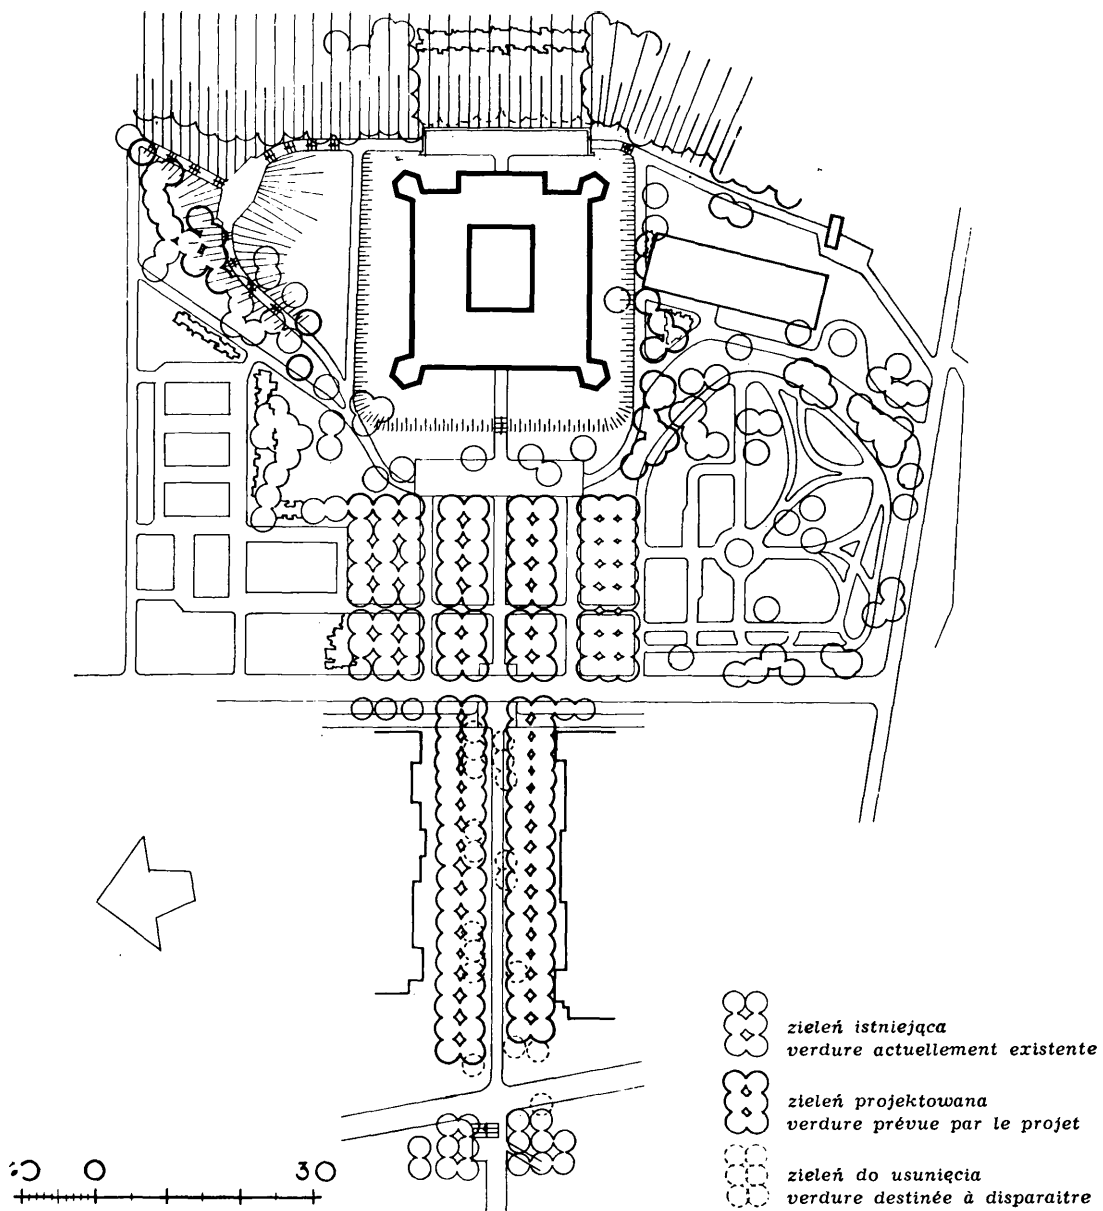 zieleń istniejąca
verdure actuellement existente
zieleń projektowana
verdure prévue par le projet
zieleń do usunięcia
verdure destinée à disparaitre
0 30